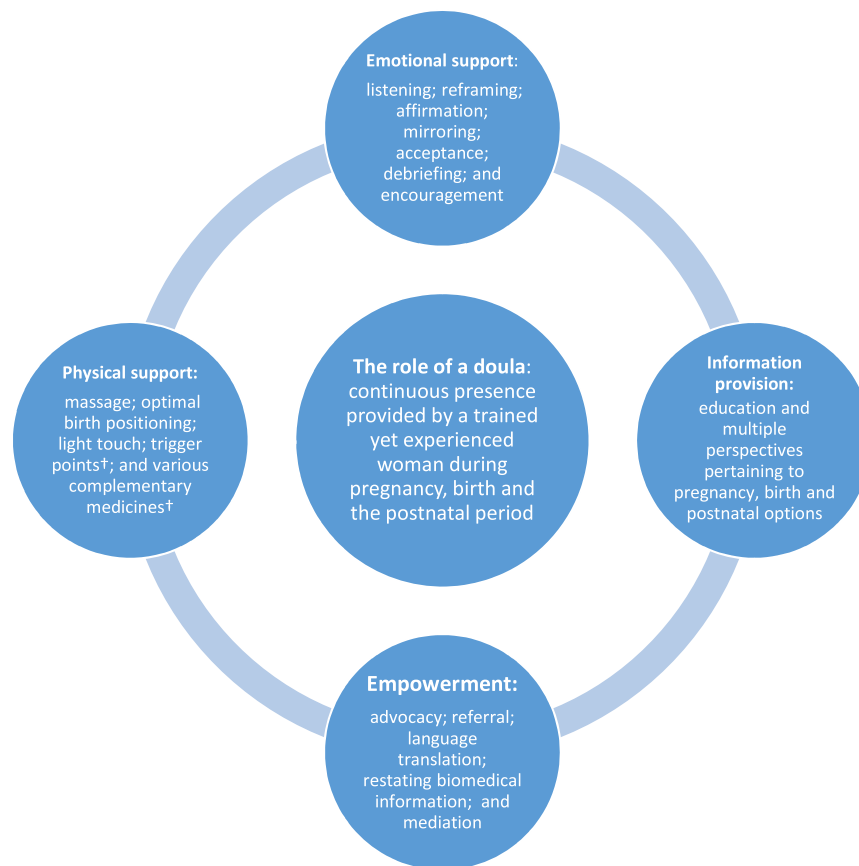 Emotional support:
listening; reframing;
affirmation;
mirroring;
acceptance;
debriefing; and
encouragement
Physical support:
massage; optimal
birth positioning;
light touch; trigger
points†; and various
complementary
medicines†
The role of a doula:
continuous presence
provided by a trained
yet experienced
woman during
pregnancy, birth and
the postnatal period
Information
provision:
education and
multiple
perspectives
pertaining to
pregnancy, birth and
postnatal options
Empowerment:
advocacy; referral;
language
translation;
restating biomedical
information;  and
mediation